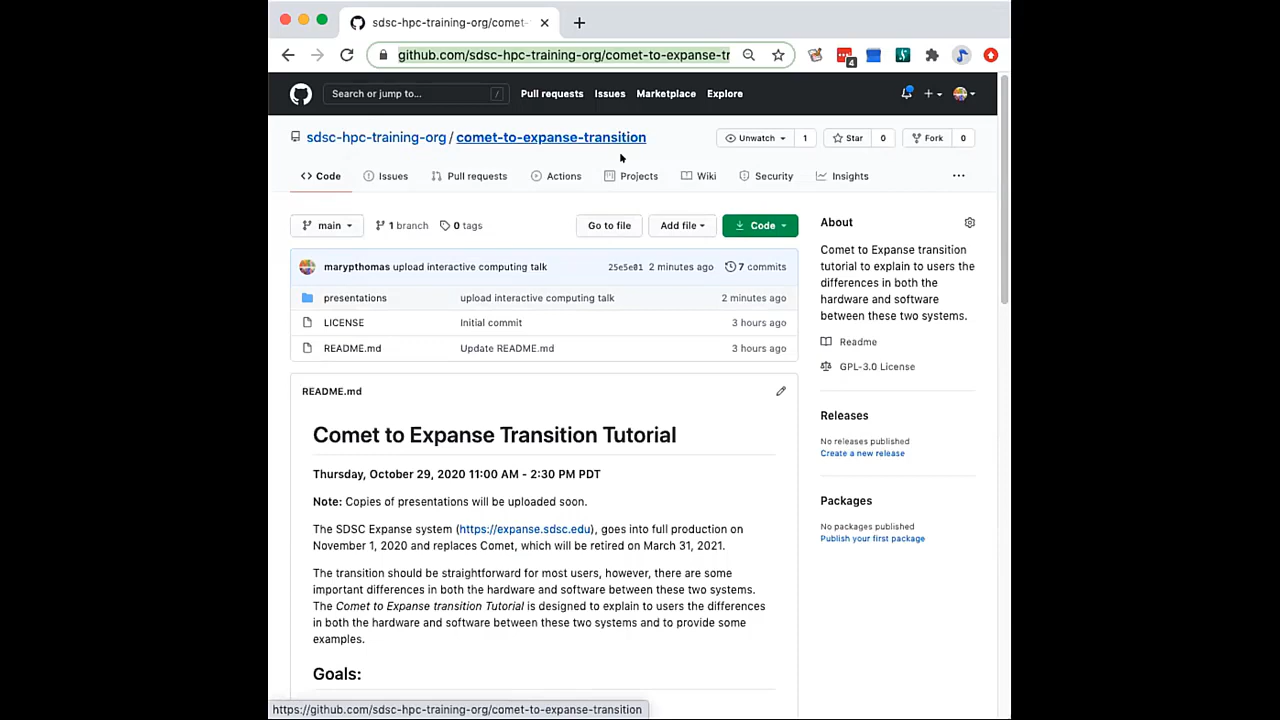 sdsc-hpc-training-org/comet-
github.com/sdsc-hpc-training-org/comet-to-expanse-tr
4
Search or jump to... / Pull requests Issues Marketplace Explore
sdsc-hpc-training-org / comet-to-expanse-transition Unwatch 1 Star 0 Fork 0
Code Issues Pull requests Actions Projects Wiki Security Insights ...
main 1 branch 0 tags Go to file Add file Code
About
Comet to Expanse transition
tutorial to explain to users the
differences in both the
hardware and software
between these two systems.
Readme
GPL-3.0 License
Releases
No releases published
Create a new release
Packages
No packages published
Publish your first package
marypthomas upload interactive computing talk 25e5e01 2 minutes ago 7 commits
presentations upload interactive computing talk 2 minutes ago
LICENSE Initial commit 3 hours ago
README.md Update README.md 3 hours ago
README.md
Comet to Expanse Transition Tutorial
Thursday, October 29, 2020 11:00 AM - 2:30 PM PDT
Note: Copies of presentations will be uploaded soon.
The SDSC Expanse system (https://expanse.sdsc.edu), goes into full production on
November 1, 2020 and replaces Comet, which will be retired on March 31, 2021.
The transition should be straightforward for most users, however, there are some
important differences in both the hardware and software between these two systems.
The Comet to Expanse transition Tutorial is designed to explain to users the differences
in both the hardware and software between these two systems and to provide some
examples.
Goals:
https://github.com/sdsc-hpc-training-org/comet-to-expanse-transition